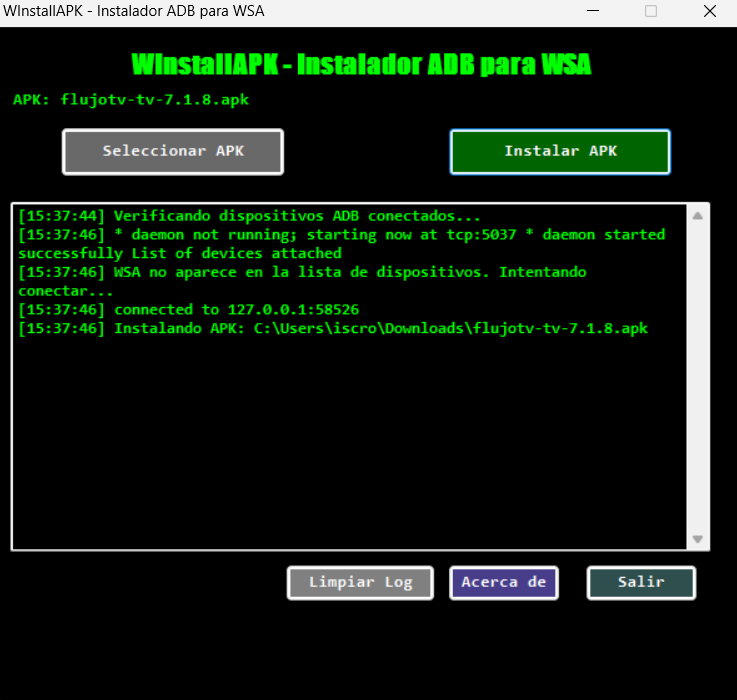 WInstallAPK - Instalador ADB para WSA
WInstallAPK - Instalador ADB para WSA
APK: flujotv-tv-7.1.8.apk
Seleccionar APK
Instalar APK
[15:37:44] Verificando dispositivos ADB conectados...
[15:37:46] * daemon not running; starting now at tcp:5037 * daemon started
successfully List of devices attached
[15:37:46] WSA no aparece en la lista de dispositivos. Intentando
conectar...
[15:37:46] connected to 127.0.0.1:58526
[15:37:46] Instalando APK: C:\Users\iscro\Downloads\flujotv-tv-7.1.8.apk
Limpiar Log
Acerca de
Salir